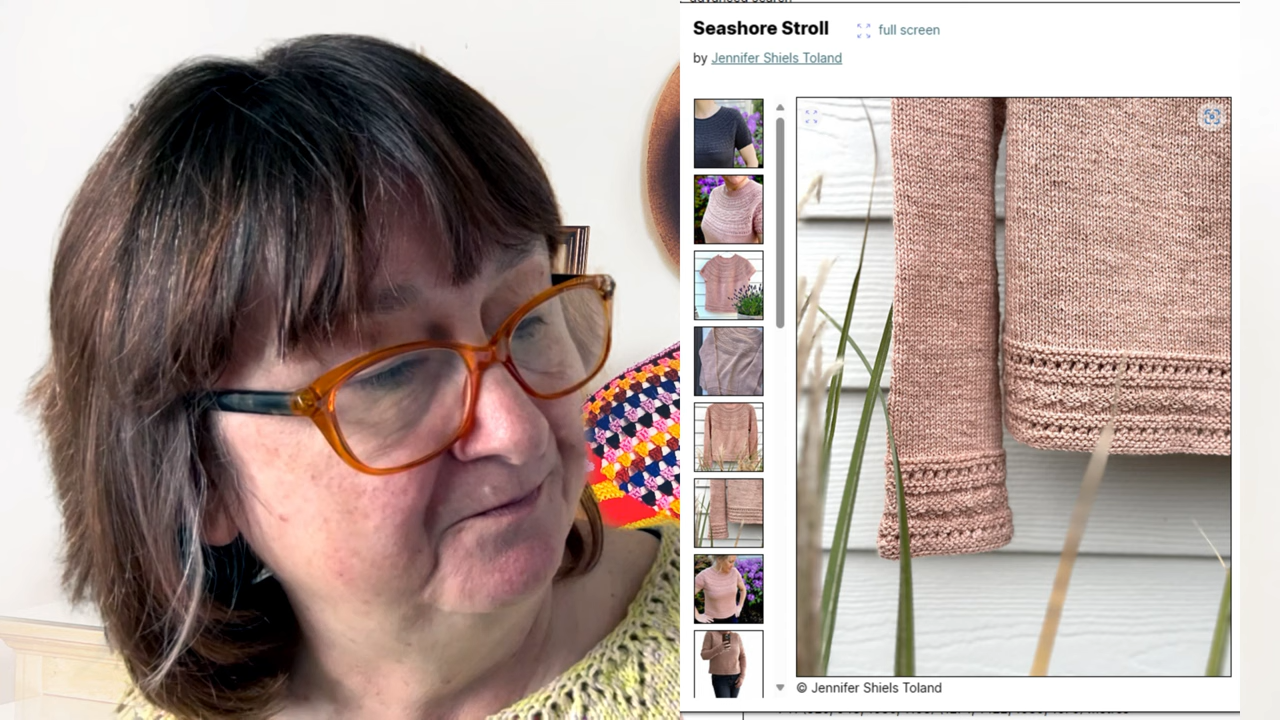 Seashore Stroll
full screen
by Jennifer Shiels Toland
© Jennifer Shiels Toland